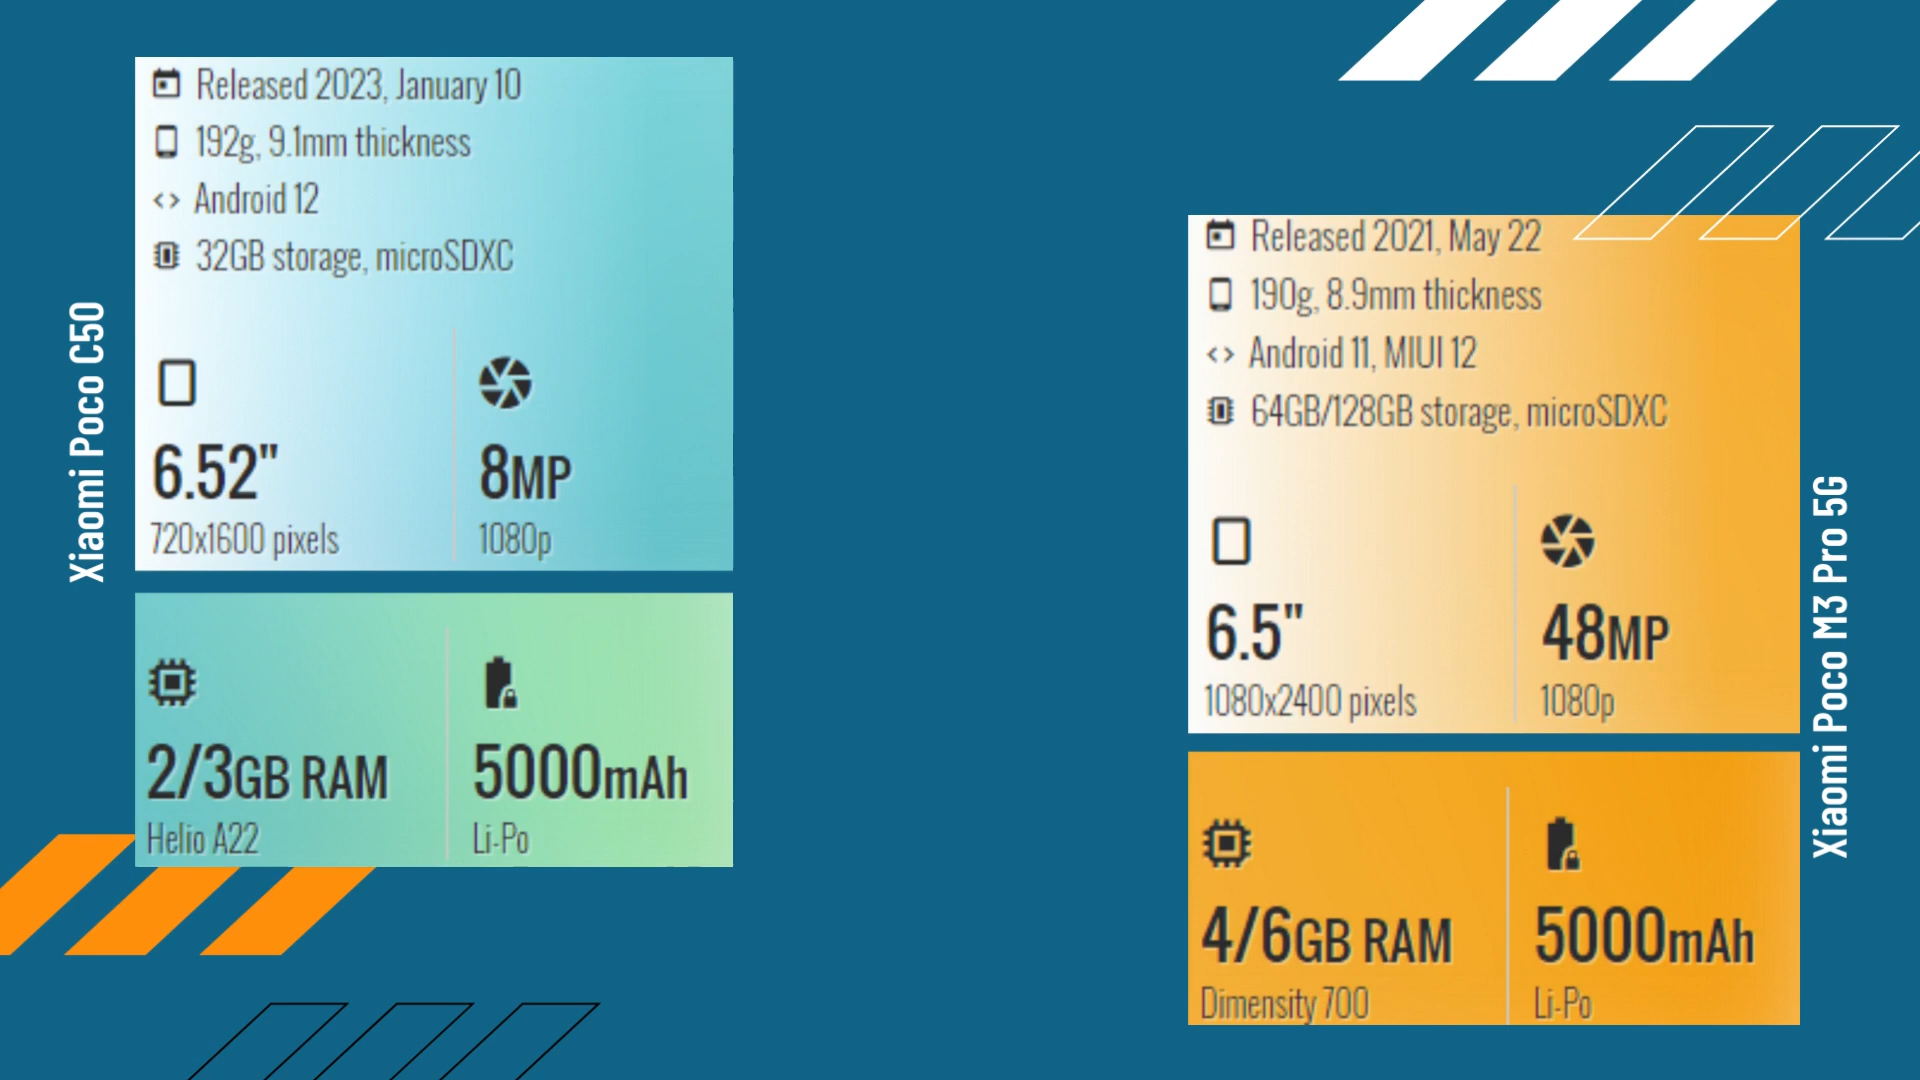 Xiaomi Poco C50
Released 2023, January 10
192g, 9.1mm thickness
Android 12
32GB storage, microSDXC
6.52"
720x1600 pixels
8MP
1080p
2/3GB RAM
Helio A22
5000mAh
Li-Po
Released 2021, May 22
190g, 8.9mm thickness
Android 11, MIUI 12
64GB/128GB storage, microSDXC
6.5"
1080x2400 pixels
48MP
1080p
4/6GB RAM
Dimensity 700
5000mAh
Li-Po
Xiaomi Poco M3 Pro 5G